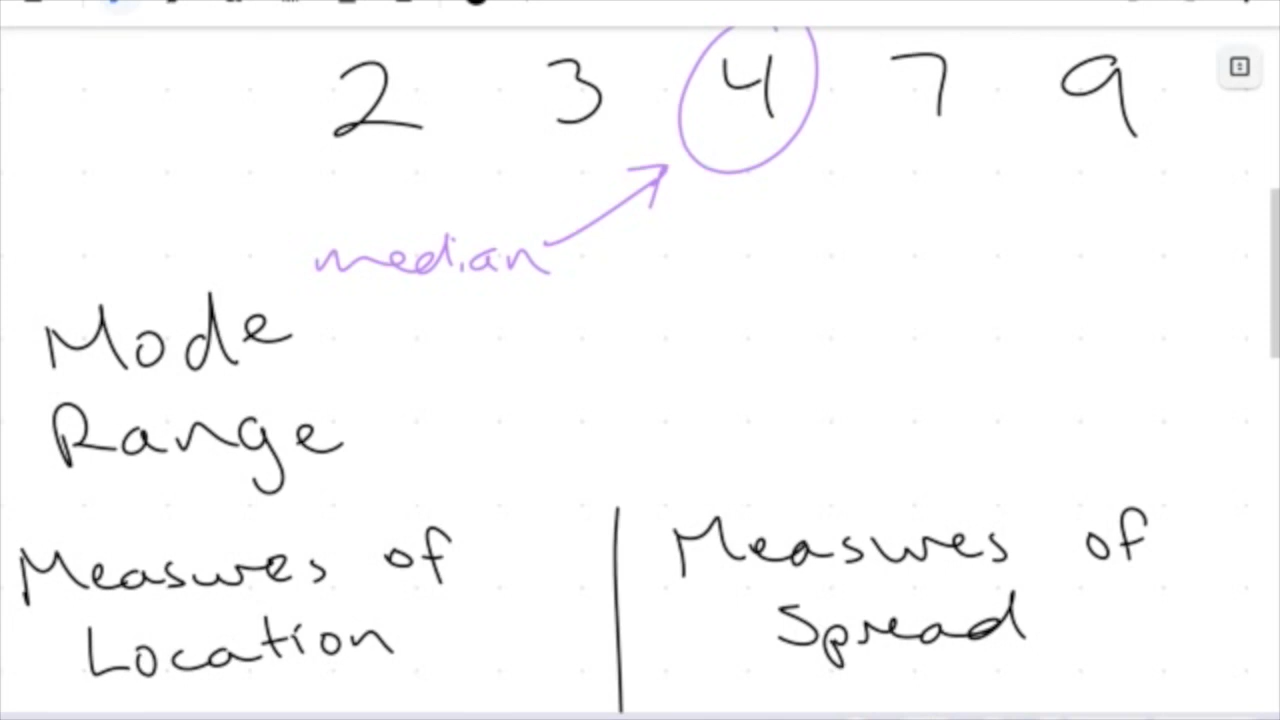 2 3 4 7 9
median
Mode
Range
Measures of
Location
Measures of
Spread